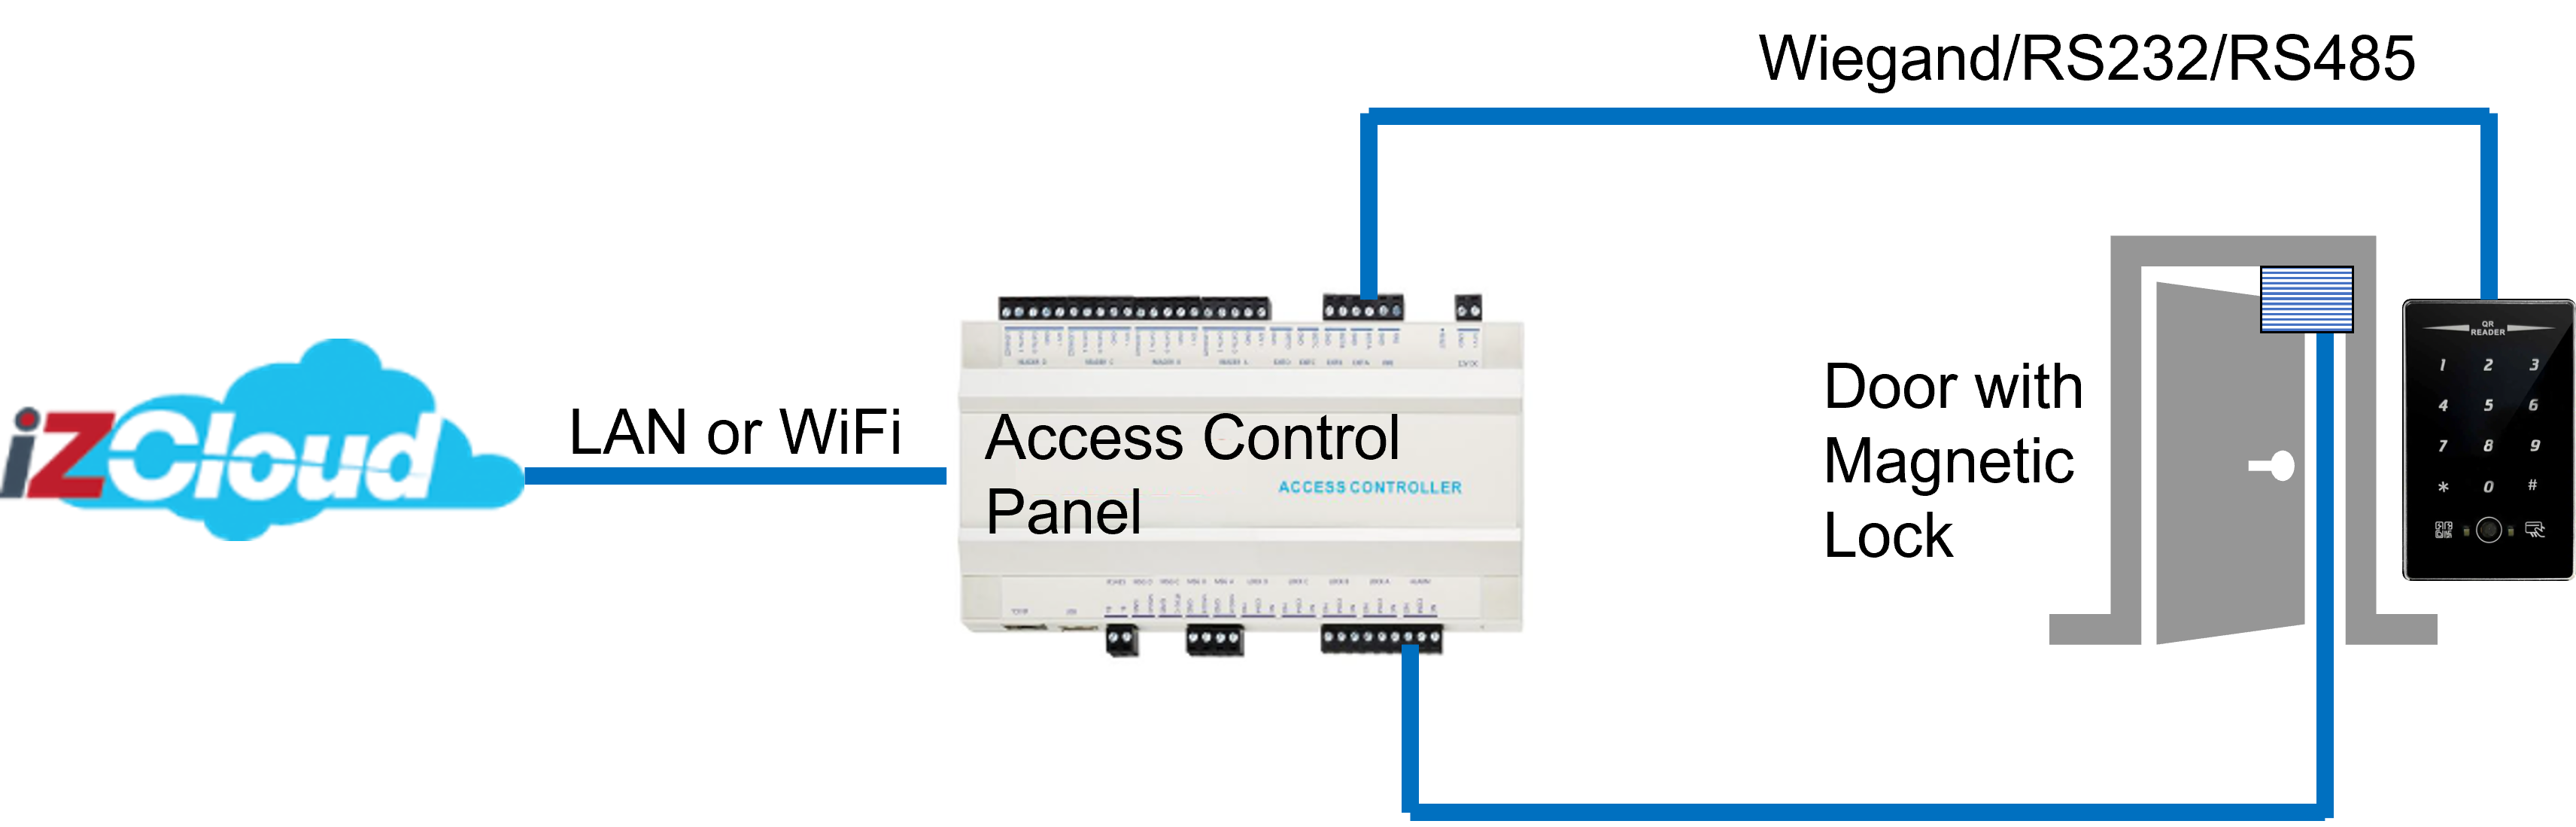 Wiegand/RS232/RS485
iZCloud
LAN or WiFi
Access Control
Panel
ACCESS CONTROLLER
Door with
Magnetic
Lock
QR
READER
1 2 3
4 5 6
7 8 9
* 0 #